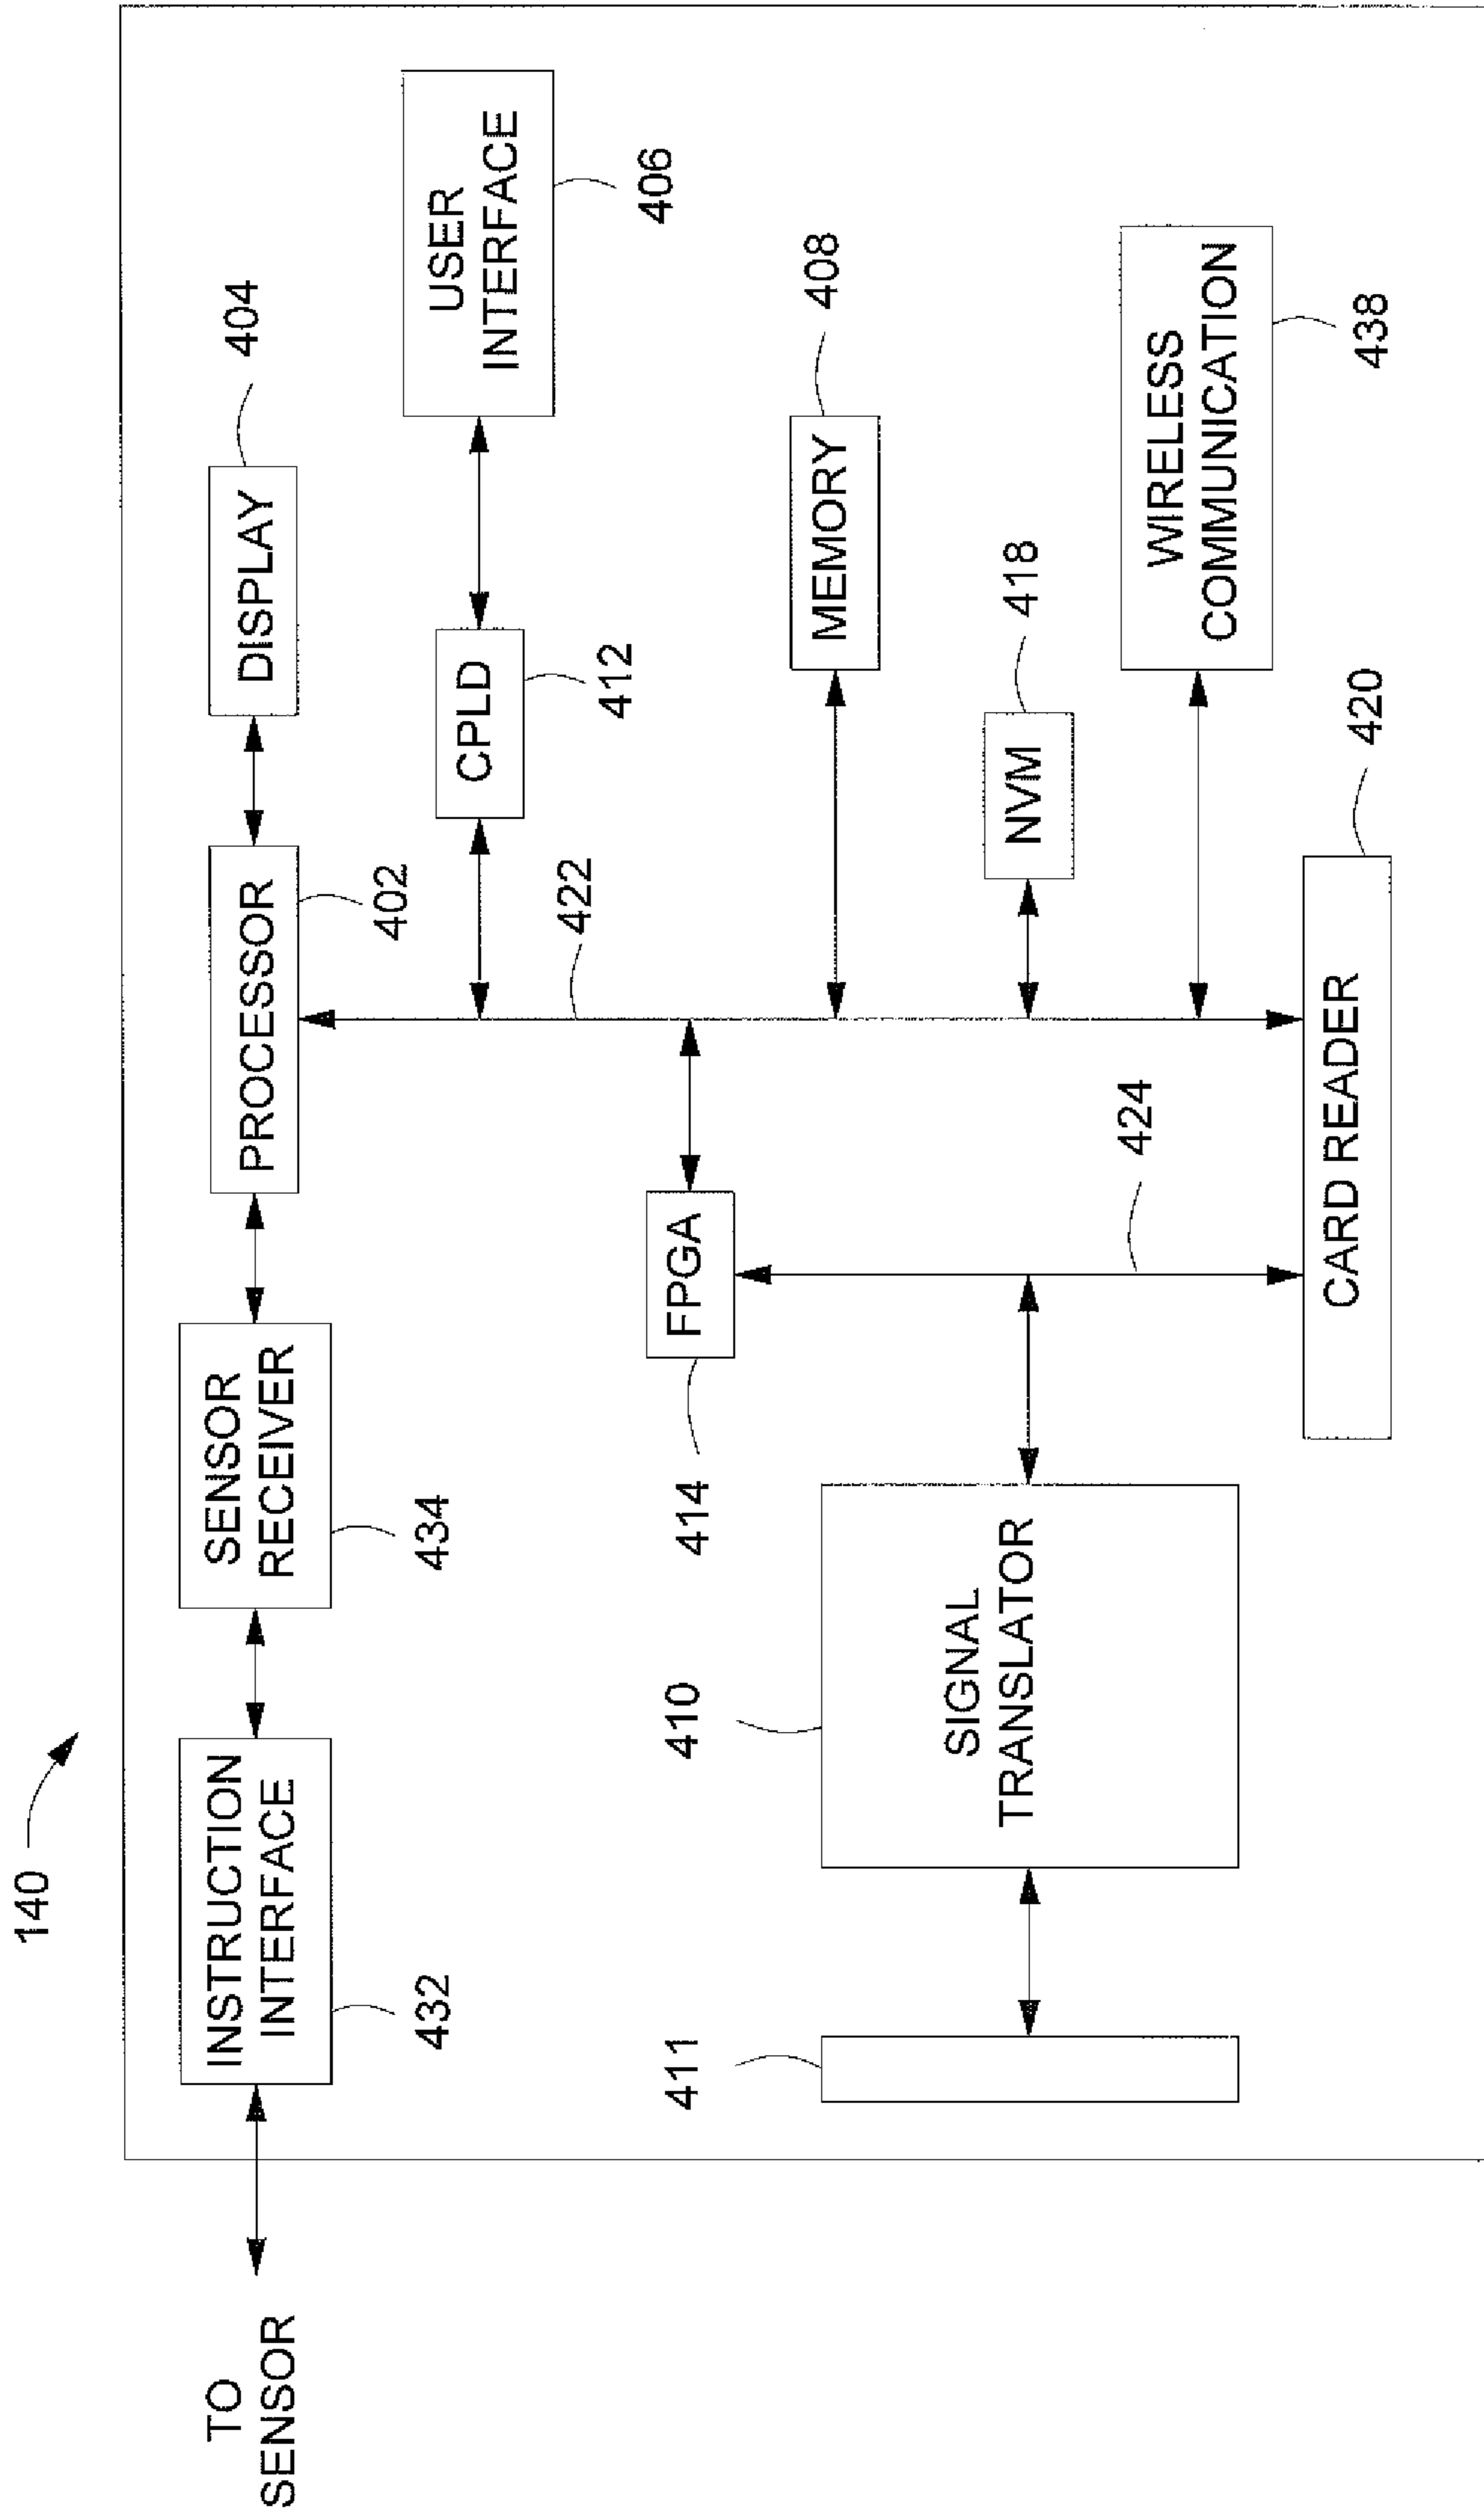 140
TO
SENSOR
INSTRUCTION
INTERFACE
432
SENSOR
RECEIVER
434
PROCESSOR
402
DISPLAY
404
CPLD
412
USER
INTERFACE
406
422
FPGA
414
MEMORY
408
411
410
SIGNAL
TRANSLATOR
NVM
418
424
WIRELESS
COMMUNICATION
438
CARD READER
420